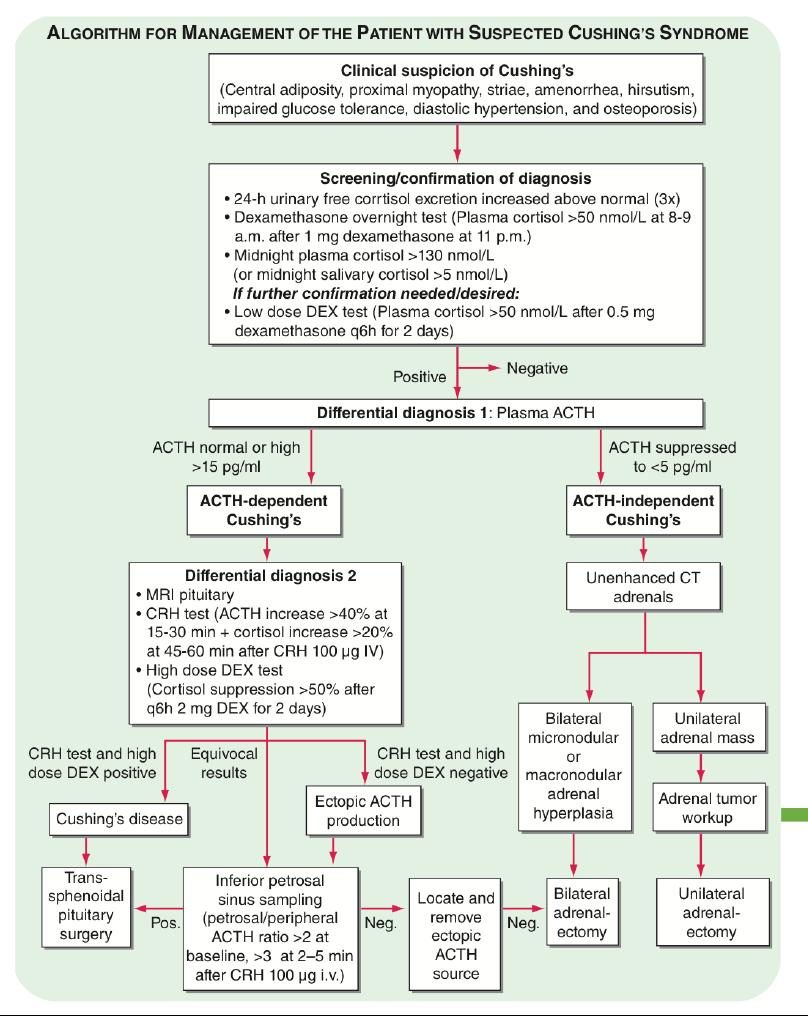 ALGORITHM FOR MANAGEMENT OF THE PATIENT WITH SUSPECTED CUSHING'S SYNDROME
Clinical suspicion of Cushing's
(Central adiposity, proximal myopathy, striae, amenorrhea, hirsutism,
impaired glucose tolerance, diastolic hypertension, and osteoporosis)
Screening/confirmation of diagnosis
• 24-h urinary free corrtisol excretion increased above normal (3x)
• Dexamethasone overnight test (Plasma cortisol >50 nmol/L at 8-9
a.m. after 1 mg dexamethasone at 11 p.m.)
• Midnight plasma cortisol >130 nmol/L
(or midnight salivary cortisol >5 nmol/L)
If further confirmation needed/desired:
• Low dose DEX test (Plasma cortisol >50 nmol/L after 0.5 mg
dexamethasone q6h for 2 days)
Positive
Negative
Differential diagnosis 1: Plasma ACTH
ACTH normal or high
>15 pg/ml
ACTH suppressed
to <5 pg/ml
ACTH-dependent
Cushing's
ACTH-independent
Cushing's
Differential diagnosis 2
• MRI pituitary
• CRH test (ACTH increase >40% at
15-30 min + cortisol increase >20%
at 45-60 min after CRH 100 µg IV)
• High dose DEX test
(Cortisol suppression >50% after
q6h 2 mg DEX for 2 days)
Unenhanced CT
adrenals
CRH test and high
dose DEX positive
Equivocal
results
CRH test and high
dose DEX negative
Bilateral
micronodular
or
macronodular
adrenal
hyperplasia
Unilateral
adrenal mass
Cushing's disease
Ectopic ACTH
production
Adrenal tumor
workup
Trans-
sphenoidal
pituitary
surgery
Pos.
Inferior petrosal
sinus sampling
(petrosal/peripheral
ACTH ratio >2 at
baseline, >3 at 2–5 min
after CRH 100 µg i.v.)
Neg.
Locate and
remove
ectopic
ACTH
source
Neg.
Bilateral
adrenal-
ectomy
Unilateral
adrenal-
ectomy